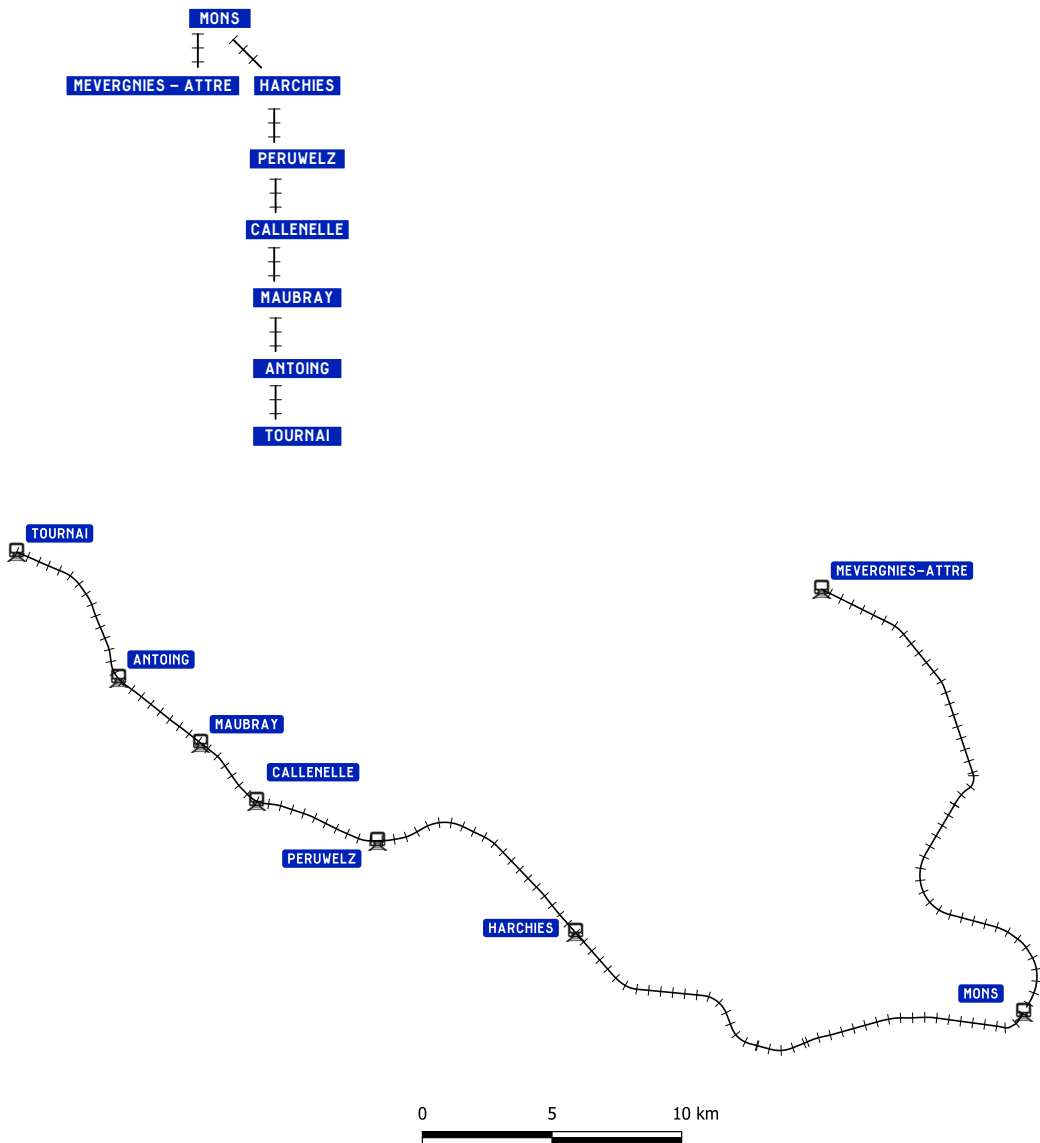 MONS
MEVERGNIES - ATTRE
HARCHIES
PERUWELZ
CALLENELLE
MAUBRAY
ANTOING
TOURNAI
TOURNAI
MEVERGNIES-ATTRE
ANTOING
MAUBRAY
CALLENELLE
PERUWELZ
HARCHIES
MONS
0 5 10 km